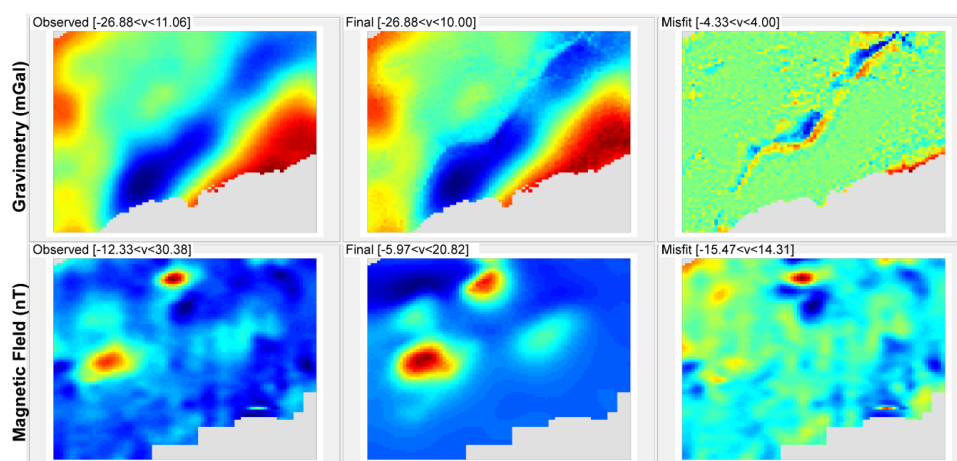 Observed [-26.88<v<11.06]
Final [-26.88<v<10.00]
Misfit [-4.33<v<4.00]
Gravimetry (mGal)
Observed [-12.33<v<30.38]
Final [-5.97<v<20.82]
Misfit [-15.47<v<14.31]
Magnetic Field (nT)